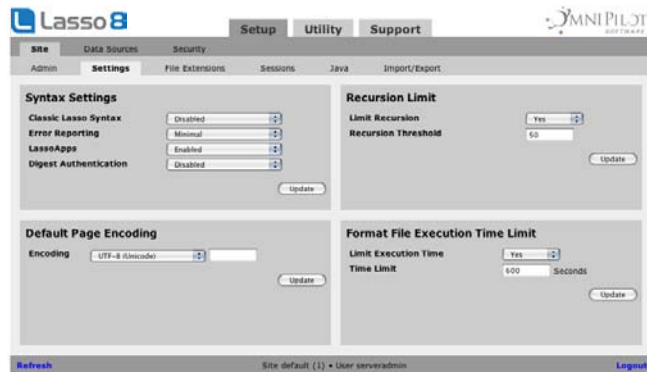 Lasso 8
Setup Utility Support
OMNIPILOT
SOFTWARE
Site Data Sources Security
Admin Settings File Extensions Sessions Java Import/Export
Syntax Settings
Classic Lasso Syntax Disabled
Error Reporting Minimal
LassoApps Enabled
Digest Authentication Disabled
Update
Recursion Limit
Limit Recursion Yes
Recursion Threshold 50
Update
Default Page Encoding
Encoding UTF-8 (Unicode)
Update
Format File Execution Time Limit
Limit Execution Time Yes
Time Limit 600 Seconds
Update
Refresh Site default (1) • User serveradmin Logout